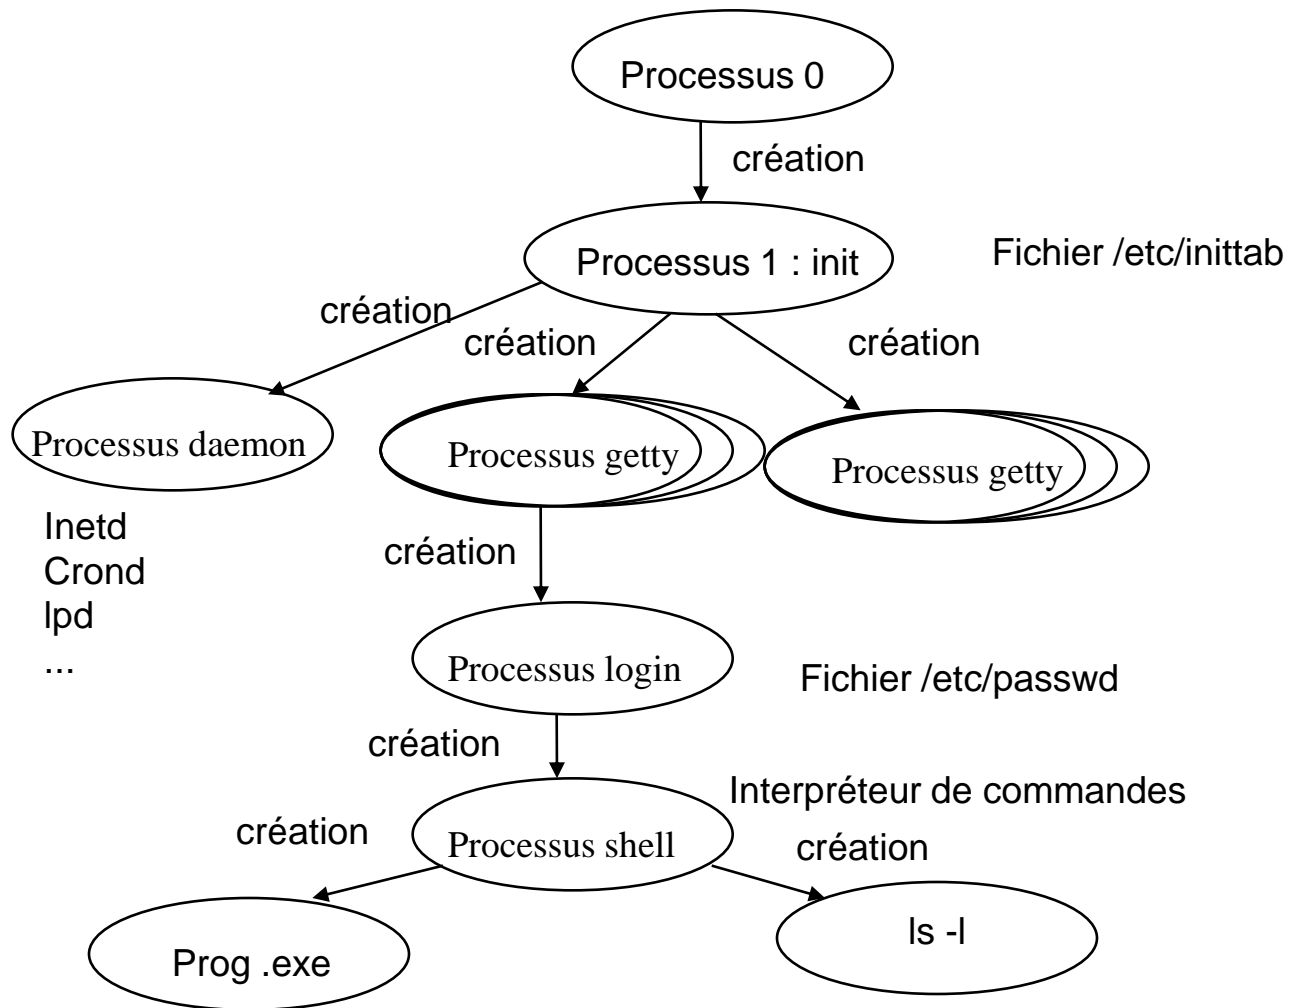 Processus 0
création
Processus 1 : init
Fichier /etc/inittab
création
création
création
Processus daemon
Processus getty
Processus getty
Inetd
Crond
lpd
...
création
Processus login
Fichier /etc/passwd
création
Interpréteur de commandes
création
Processus shell
création
Prog .exe
ls -l